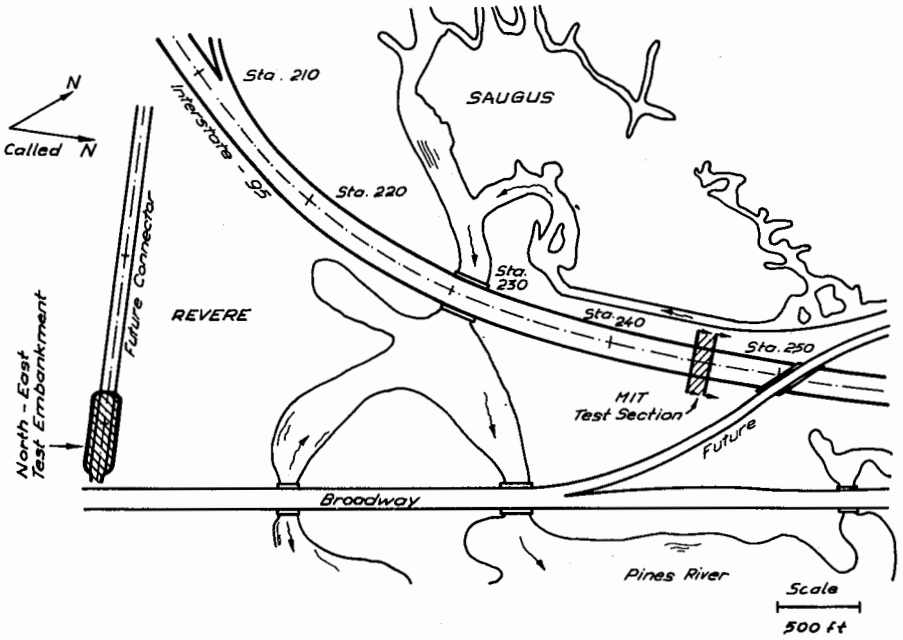 Sta. 210
SAUGUS
N
Called N
Interstate - 95
Sta. 220
Future Connector
REVERE
Sta.
230
Sta.240
Sta.250
North - East
Test Embankment
MIT
Test Section
Future
Broadway
Pines River
Scale
500 ft